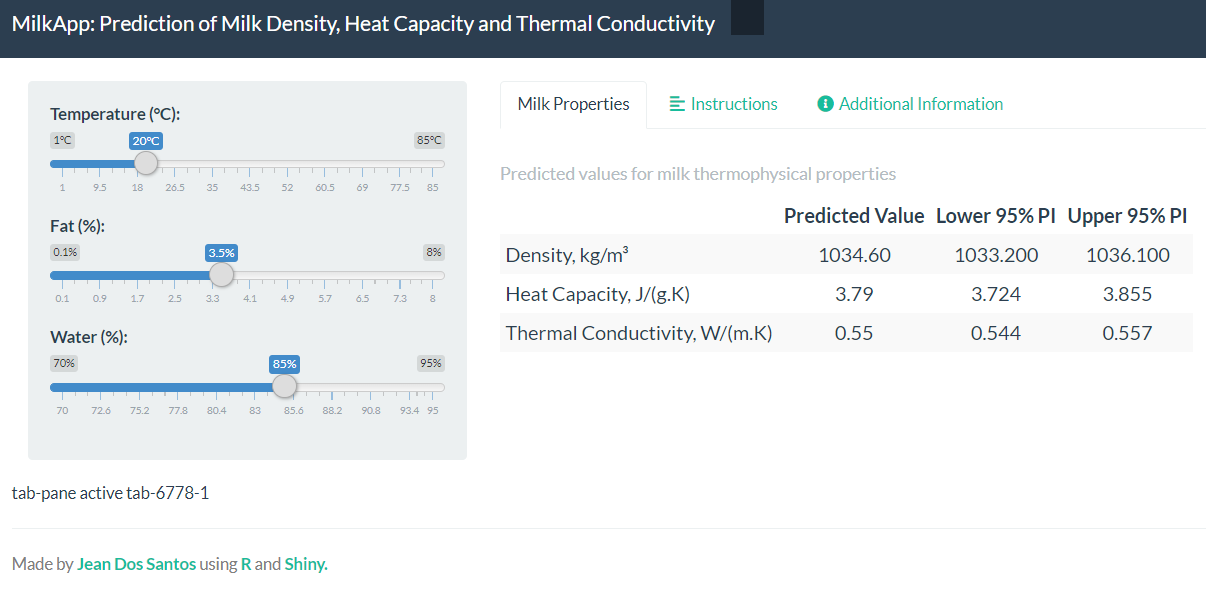 MilkApp: Prediction of Milk Density, Heat Capacity and Thermal Conductivity
Temperature (°C):
1°C 20°C 85°C
1 9.5 18 26.5 35 43.5 52 60.5 69 77.5 85
Fat (%):
0.1% 3.5% 8%
0.1 0.9 1.7 2.5 3.3 4.1 4.9 5.7 6.5 7.3 8
Water (%):
70% 85% 95%
70 72.6 75.2 77.8 80.4 83 85.6 88.2 90.8 93.4 95
tab-pane active tab-6778-1
Milk Properties Instructions Additional Information
Predicted values for milk thermophysical properties
Predicted Value Lower 95% PI Upper 95% PI
Density, kg/m³ 1034.60 1033.200 1036.100
Heat Capacity, J/(g.K) 3.79 3.724 3.855
Thermal Conductivity, W/(m.K) 0.55 0.544 0.557
Made by Jean Dos Santos using R and Shiny.